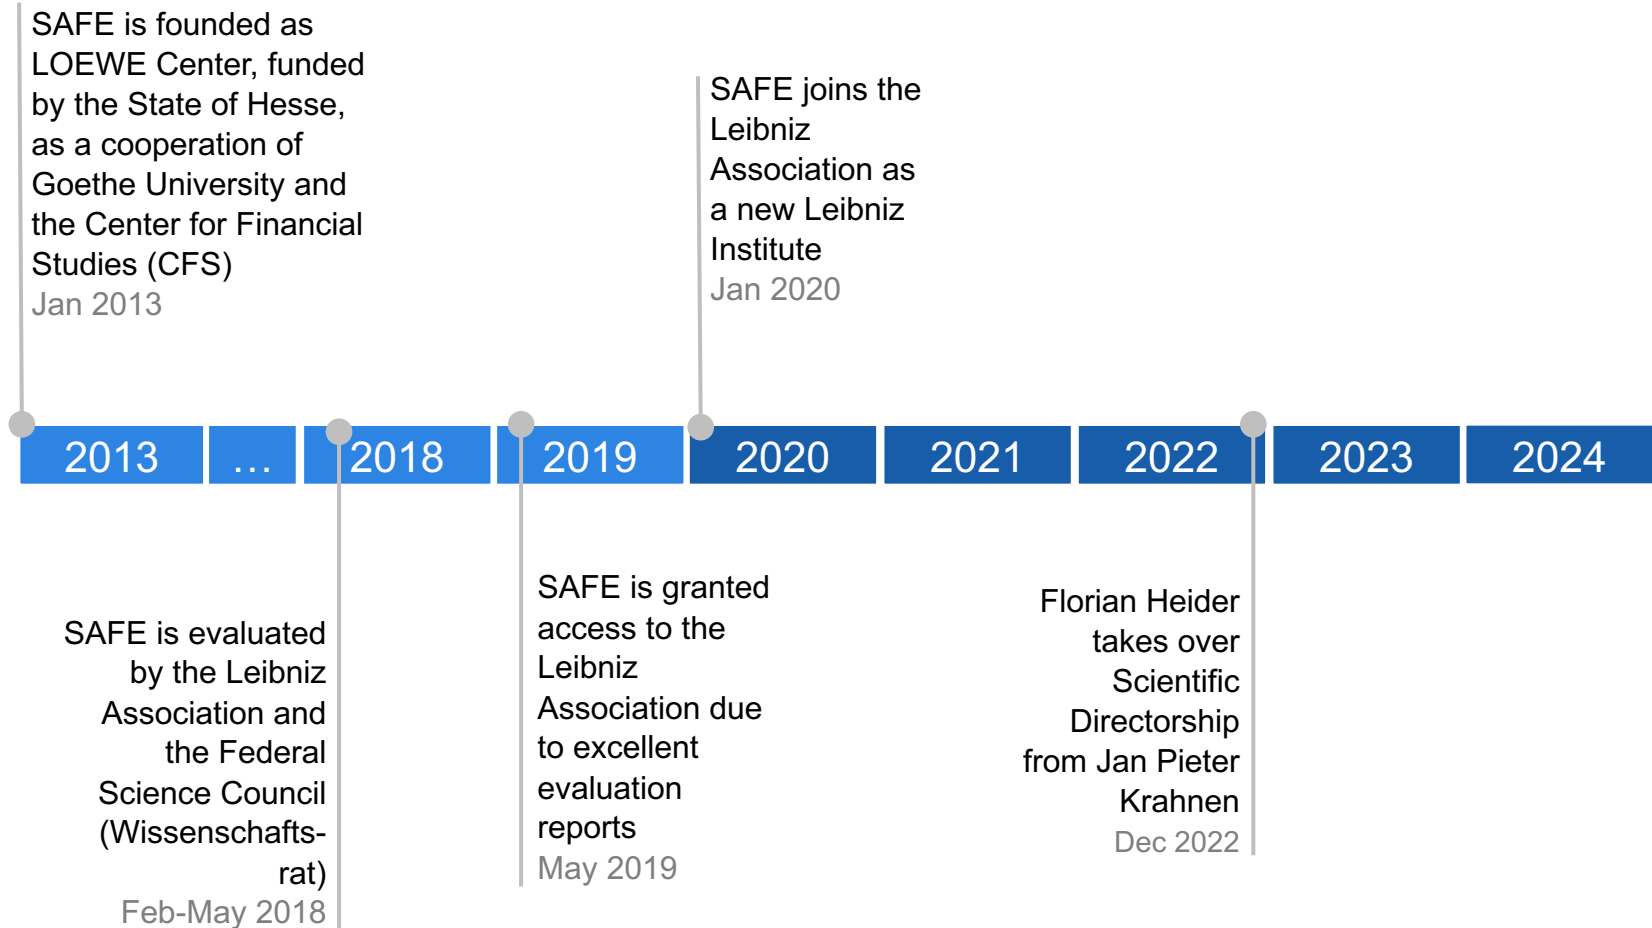 SAFE is founded as
LOEWE Center, funded
by the State of Hesse,
as a cooperation of
Goethe University and
the Center for Financial
Studies (CFS)
Jan 2013
SAFE joins the
Leibniz
Association as
a new Leibniz
Institute
Jan 2020
2013
…
2018
2019
2020
2021
2022
2023
2024
SAFE is evaluated
by the Leibniz
Association and
the Federal
Science Council
(Wissenschafts-
rat)
Feb-May 2018
SAFE is granted
access to the
Leibniz
Association due
to excellent
evaluation
reports
May 2019
Florian Heider
takes over
Scientific
Directorship
from Jan Pieter
Krahnen
Dec 2022